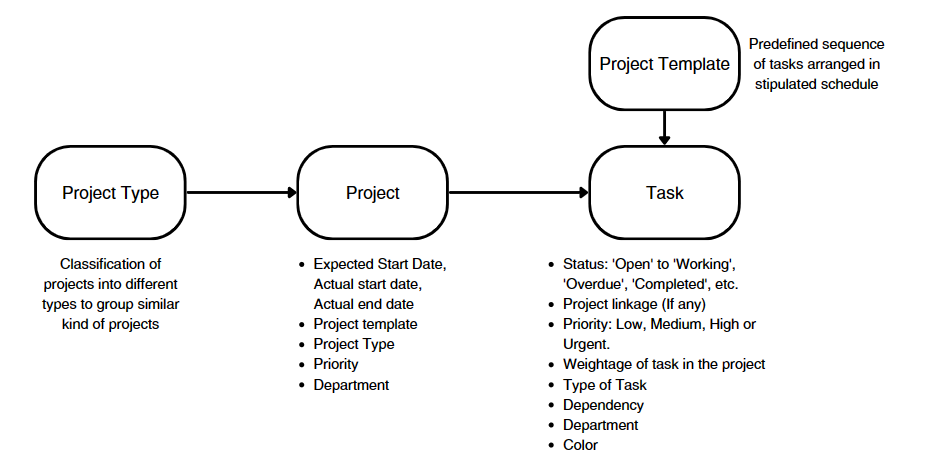 Project Template
Predefined sequence
of tasks arranged in
stipulated schedule
Project Type
Project
Task
Classification of
projects into different
types to group similar
kind of projects
• Expected Start Date,
Actual start date,
Actual end date
• Project template
• Project Type
• Priority
• Department
• Status: 'Open' to 'Working',
'Overdue', 'Completed', etc.
• Project linkage (If any)
• Priority: Low, Medium, High or
Urgent.
• Weightage of task in the project
• Type of Task
• Dependency
• Department
• Color